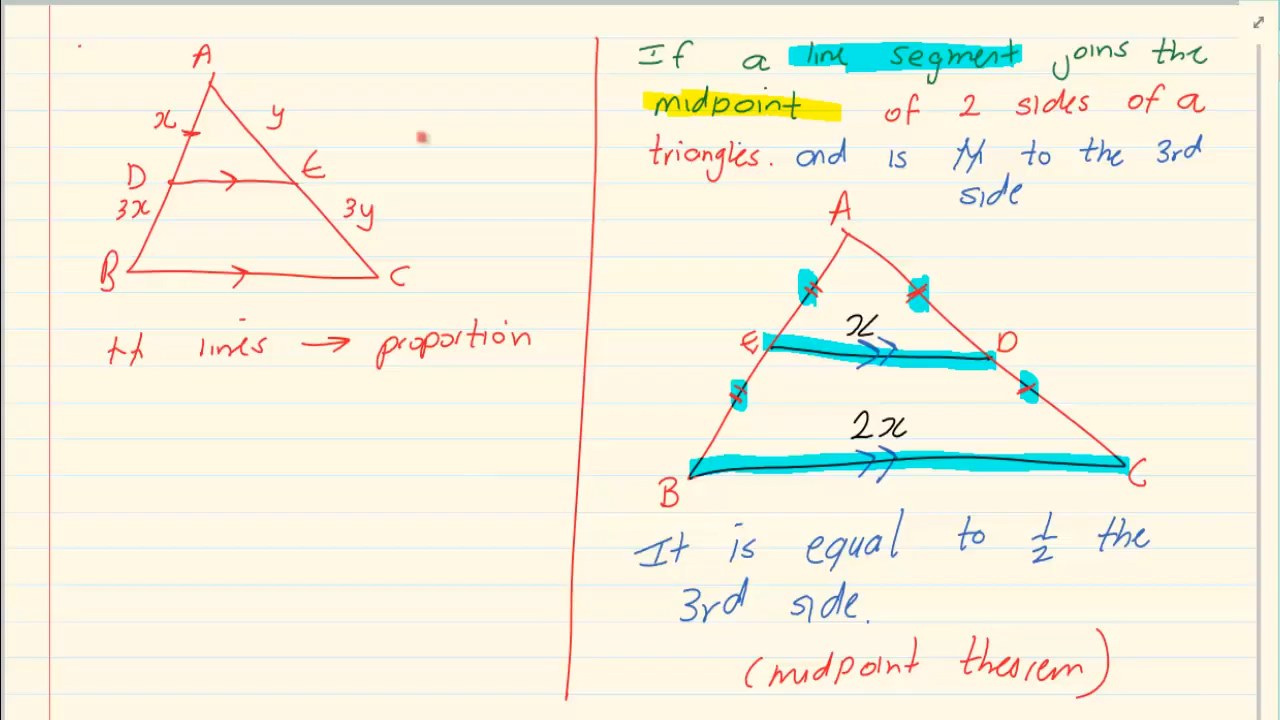 A
x
y
D
E
3x
3y
B
C
++ lines → proportion
If a line segment joins the
midpoint of 2 sides of a
triangles. and is // to the 3rd
side
A
E
x
D
2x
B
C
It is equal to 1/2 the
3rd side.
(midpoint theorem)